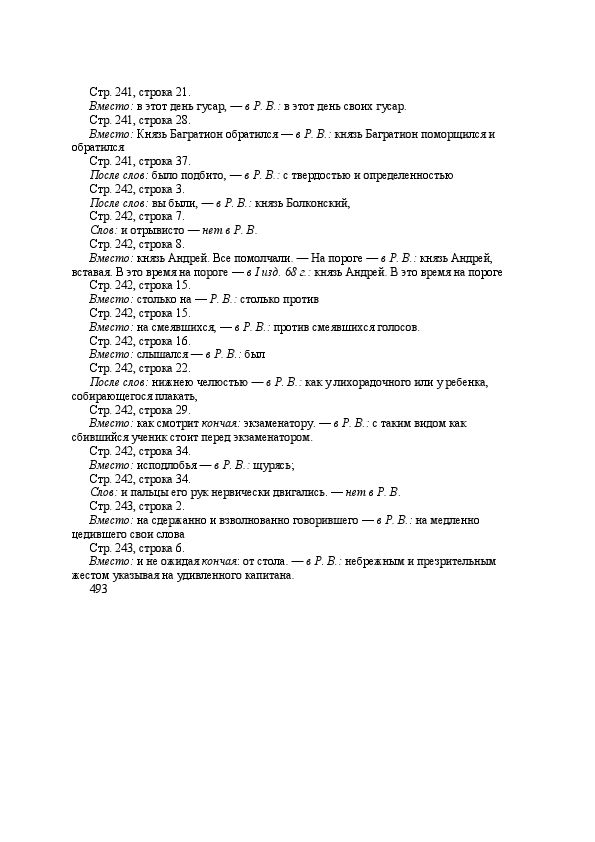 Стр. 241, строка 21.
Вместо: в этот день гусар, — в Р. В.: в этот день своих гусар.
Стр. 241, строка 28.
Вместо: Князь Багратион обратился — в Р. В.: князь Багратион поморщился и
обратился
Стр. 241, строка 37.
После слов: было подбито, — в Р. В.: с твердостью и определенностью
Стр. 242, строка 3.
После слов: вы были, — в Р. В.: князь Болконский,
Стр. 242, строка 7.
Слов: и отрывисто — нет в Р. В.
Стр. 242, строка 8.
Вместо: князь Андрей. Все помолчали. — На пороге — в Р. В.: князь Андрей,
вставая. В это время на пороге — в I изд. 68 г.: князь Андрей. В это время на пороге
Стр. 242, строка 15.
Вместо: столько на — Р. В.: столько против
Стр. 242, строка 15.
Вместо: на смеявшихся, — в Р. В.: против смеявшихся голосов.
Стр. 242, строка 16.
Вместо: слышался — в Р. В.: был
Стр. 242, строка 22.
После слов: нижнею челюстью — в Р. В.: как у лихорадочного или у ребенка,
собирающегося плакать,
Стр. 242, строка 29.
Вместо: как смотрит кончая: экзаменатору. — в Р. В.: с таким видом как
сбившийся ученик стоит перед экзаменатором.
Стр. 242, строка 34.
Вместо: исподлобья — в Р. В.: щурясь;
Стр. 242, строка 34.
Слов: и пальцы его рук нервически двигались. — нет в Р. В.
Стр. 243, строка 2.
Вместо: на сдержанно и взволнованно говорившего — в Р. В.: на медленно
цедившего свои слова
Стр. 243, строка 6.
Вместо: и не ожидая кончая: от стола. — в Р. В.: небрежным и презрительным
жестом указывая на удивленного капитана.
493